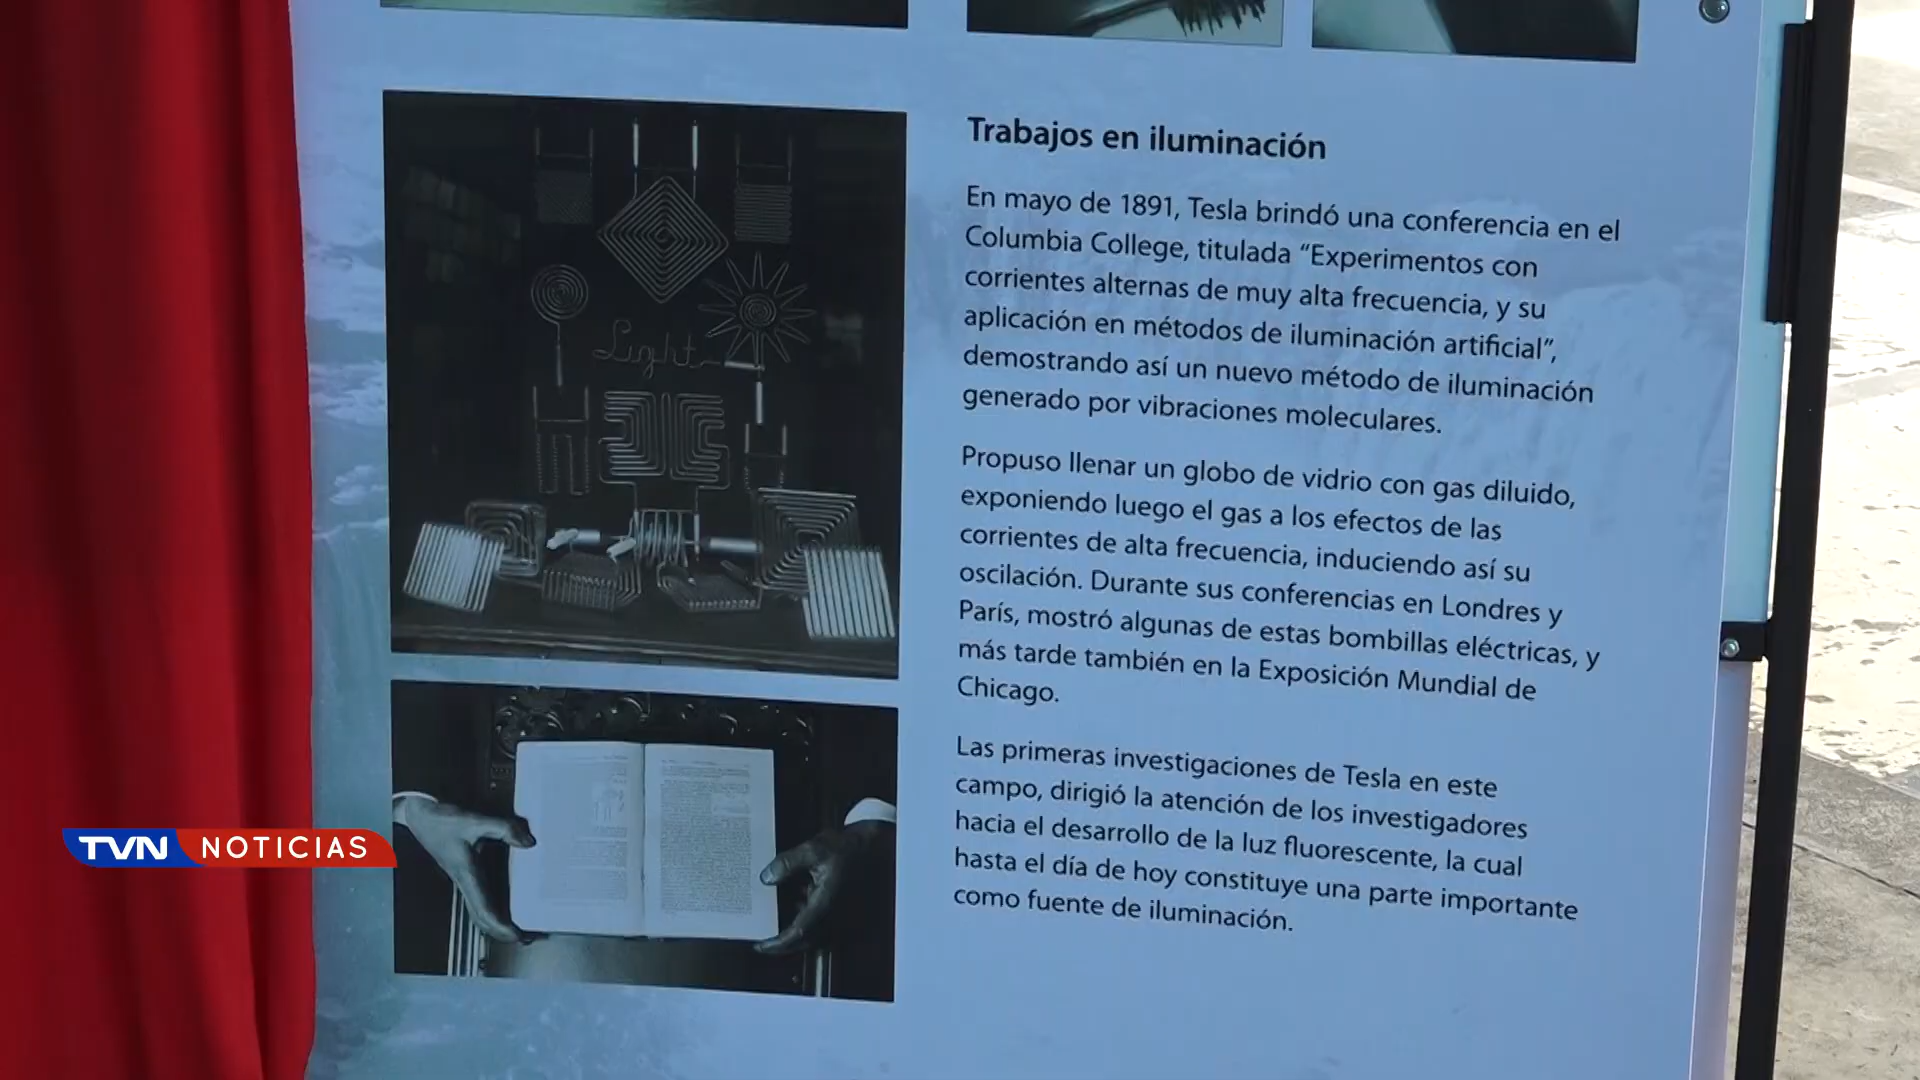 Trabajos en iluminación
En mayo de 1891, Tesla brindó una conferencia en el
Columbia College, titulada “Experimentos con
corrientes alternas de muy alta frecuencia, y su
aplicación en métodos de iluminación artificial”,
demostrando así un nuevo método de iluminación
generado por vibraciones moleculares.
Propuso llenar un globo de vidrio con gas diluido,
exponiendo luego el gas a los efectos de las
corrientes de alta frecuencia, induciendo así su
oscilación. Durante sus conferencias en Londres y
París, mostró algunas de estas bombillas eléctricas, y
más tarde también en la Exposición Mundial de
Chicago.
Las primeras investigaciones de Tesla en este
campo, dirigió la atención de los investigadores
hacia el desarrollo de la luz fluorescente, la cual
hasta el día de hoy constituye una parte importante
como fuente de iluminación.
Light
TVN NOTICIAS